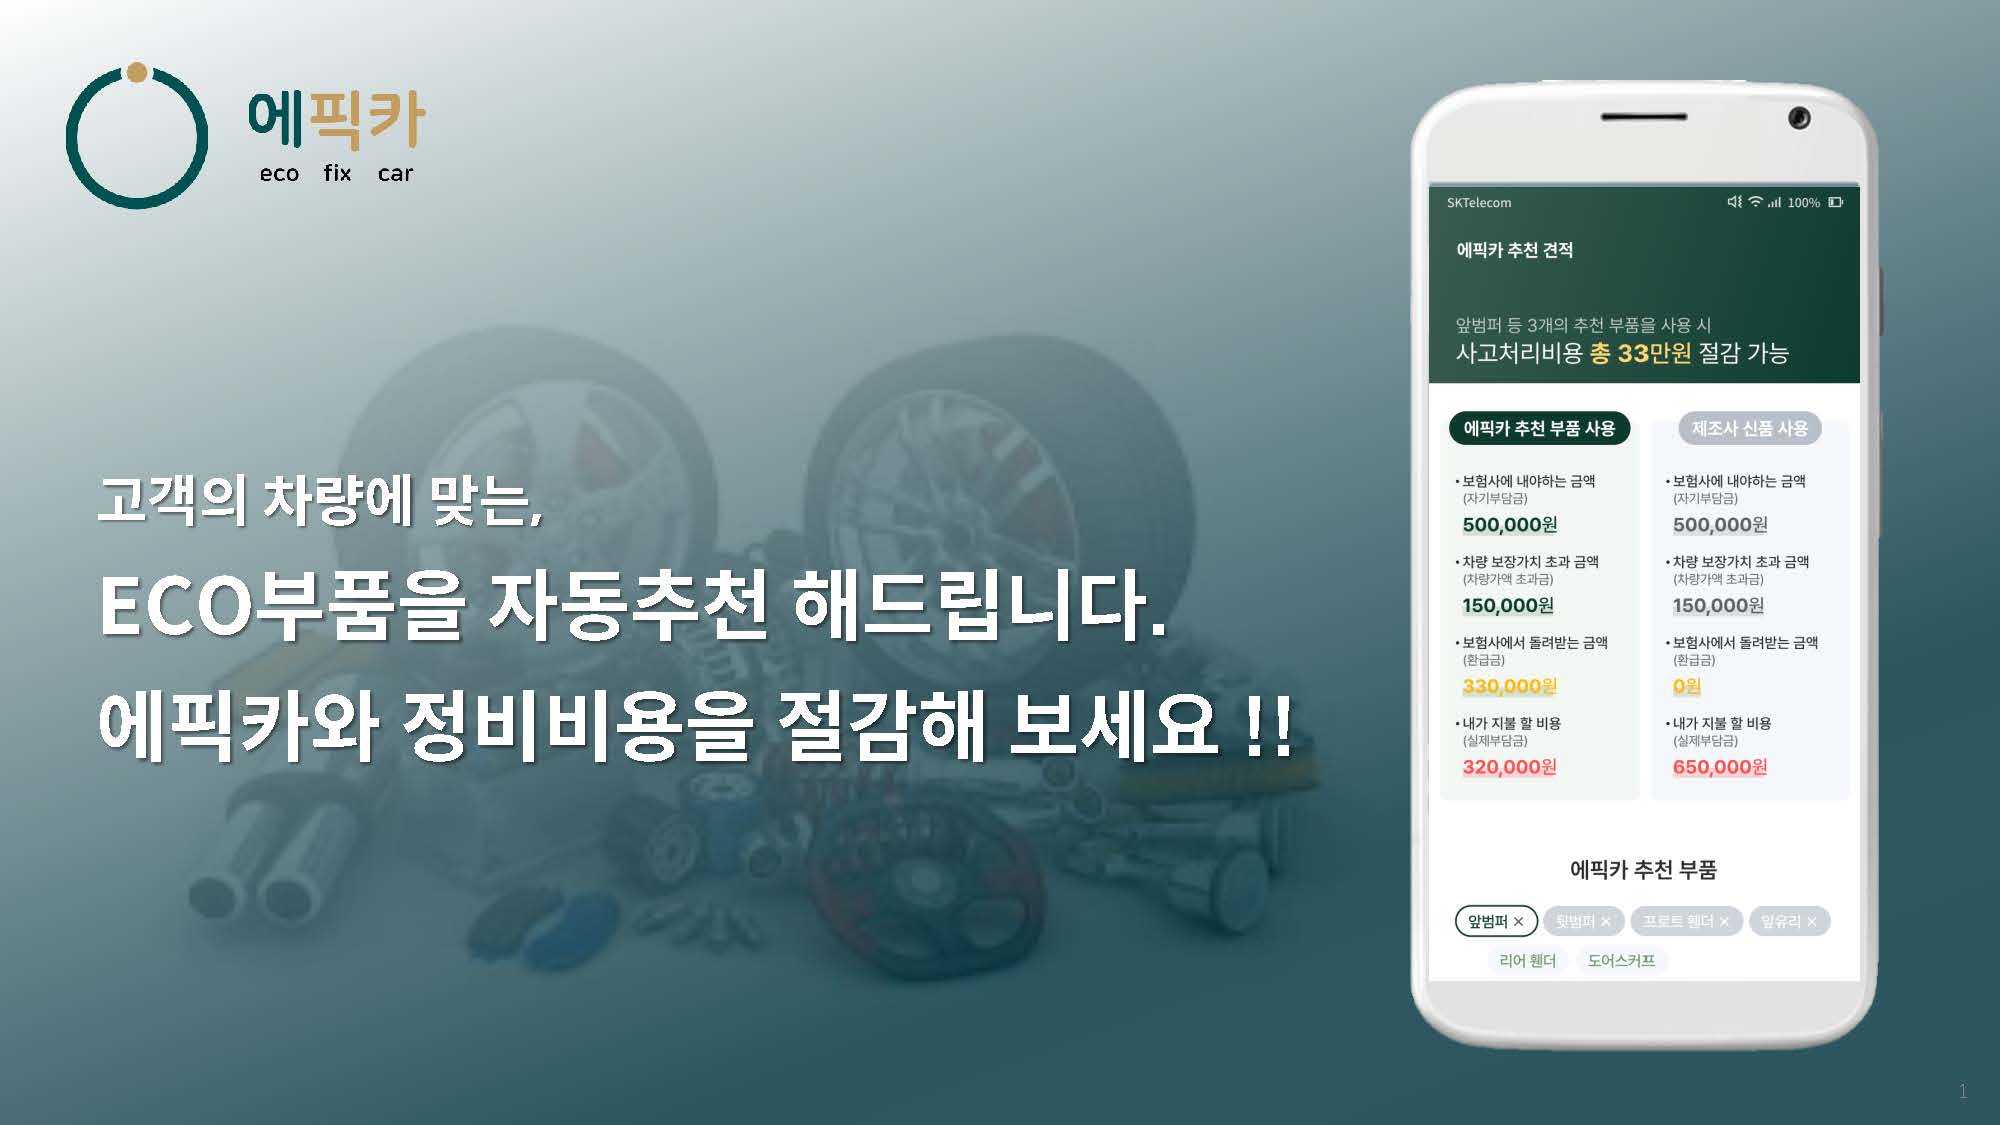 에픽카
eco fix car
고객의 차량에 맞는,
ECO부품을 자동추천 해드립니다.
에픽카와 정비비용을 절감해 보세요 !!
SKTelecom
100%
에픽카 추천 견적
앞범퍼 등 3개의 추천 부품을 사용 시
사고처리비용 총 33만원 절감 가능
에픽카 추천 부품 사용
• 보험사에 내야하는 금액
(자기부담금)
500,000원
• 차량 보장가치 초과 금액
(차량가액 초과금)
150,000원
• 보험사에서 돌려받는 금액
(환급금)
330,000원
• 내가 지불 할 비용
(실제부담금)
320,000원
제조사 신품 사용
• 보험사에 내야하는 금액
(자기부담금)
500,000원
• 차량 보장가치 초과 금액
(차량가액 초과금)
150,000원
• 보험사에서 돌려받는 금액
(환급금)
0원
• 내가 지불 할 비용
(실제부담금)
650,000원
에픽카 추천 부품
앞범퍼 × 뒷범퍼 × 프로트 휀더 × 앞유리 ×
리어 휀더 도어스커프
1